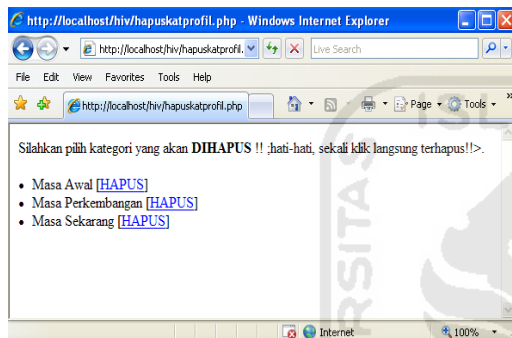 http://localhost/hiv/hapuskatprofil.php - Windows Internet Explorer
http://localhost/hiv/hapuskatprofil. Live Search
File Edit View Favorites Tools Help
http://localhost/hiv/hapuskatprofil.php Page Tools
Silahkan pilih kategori yang akan DIHAPUS !! ;hati-hati, sekali klik langsung terhapus!!>.
• Masa Awal [HAPUS]
• Masa Perkembangan [HAPUS]
• Masa Sekarang [HAPUS]
Internet 100%